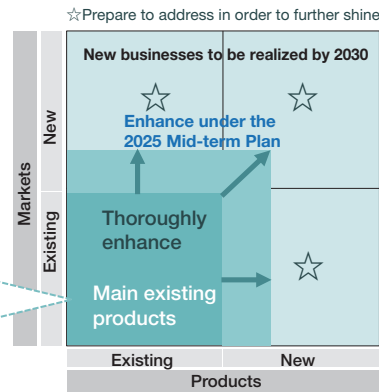 ☆Prepare to address in order to further shine
New businesses to be realized by 2030
☆ ☆
Enhance under the
2025 Mid-term Plan
Markets
New
Existing
Thoroughly
enhance
☆
Main existing
products
Existing New
Products